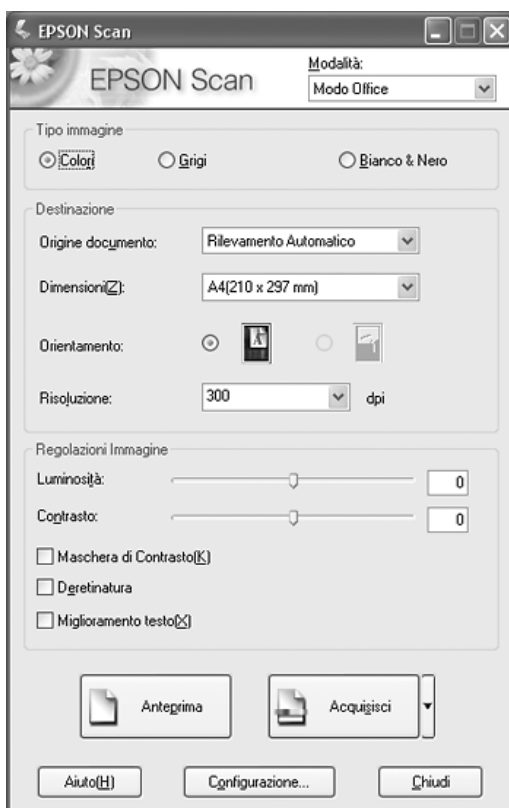 EPSON Scan
EPSON Scan
Modalità:
Modo Office
Tipo immagine
Colori
Grigi
Bianco & Nero
Destinazione
Origine documento:
Rilevamento Automatico
Dimensioni(Z):
A4(210 x 297 mm)
Orientamento:
A
Risoluzione:
300
dpi
Regolazioni Immagine
Luminosità:
0
Contrasto:
0
Maschera di Contrasto(K)
Deretinatura
Miglioramento testo(X)
Anteprima
Acquisisci
Aiuto(H)
Configurazione...
Chiudi